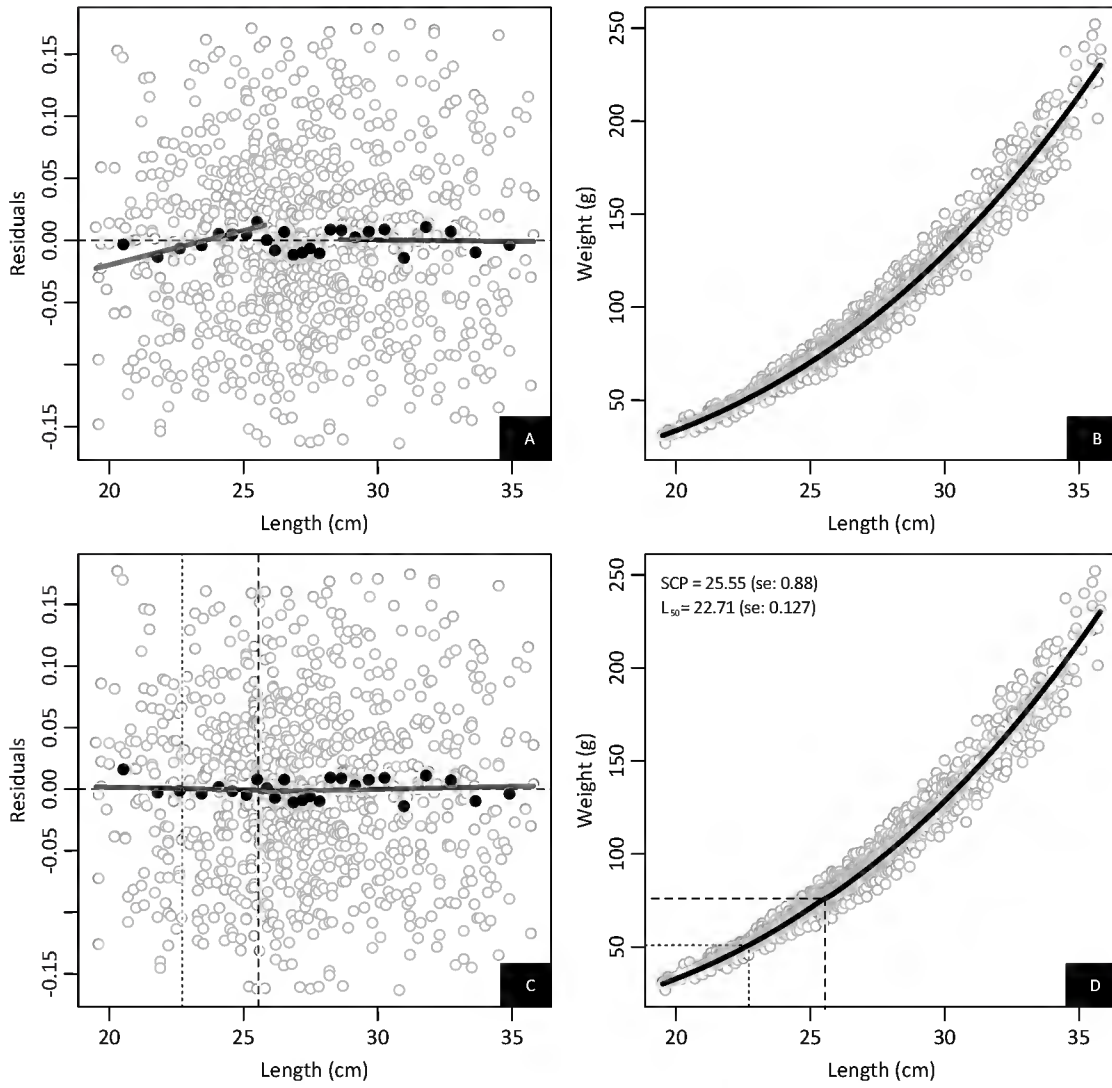 0.15
0.10
0.05
0.00
-0.05
-0.15
Residuals
20
25
30
35
Length (cm)
A
250
200
150
100
50
Weight (g)
20
25
30
35
Length (cm)
B
0.15
0.10
0.05
0.00
-0.05
-0.15
Residuals
20
25
30
35
Length (cm)
C
SCP = 25.55 (se: 0.88)
L50= 22.71 (se: 0.127)
250
200
150
100
50
Weight (g)
20
25
30
35
Length (cm)
D